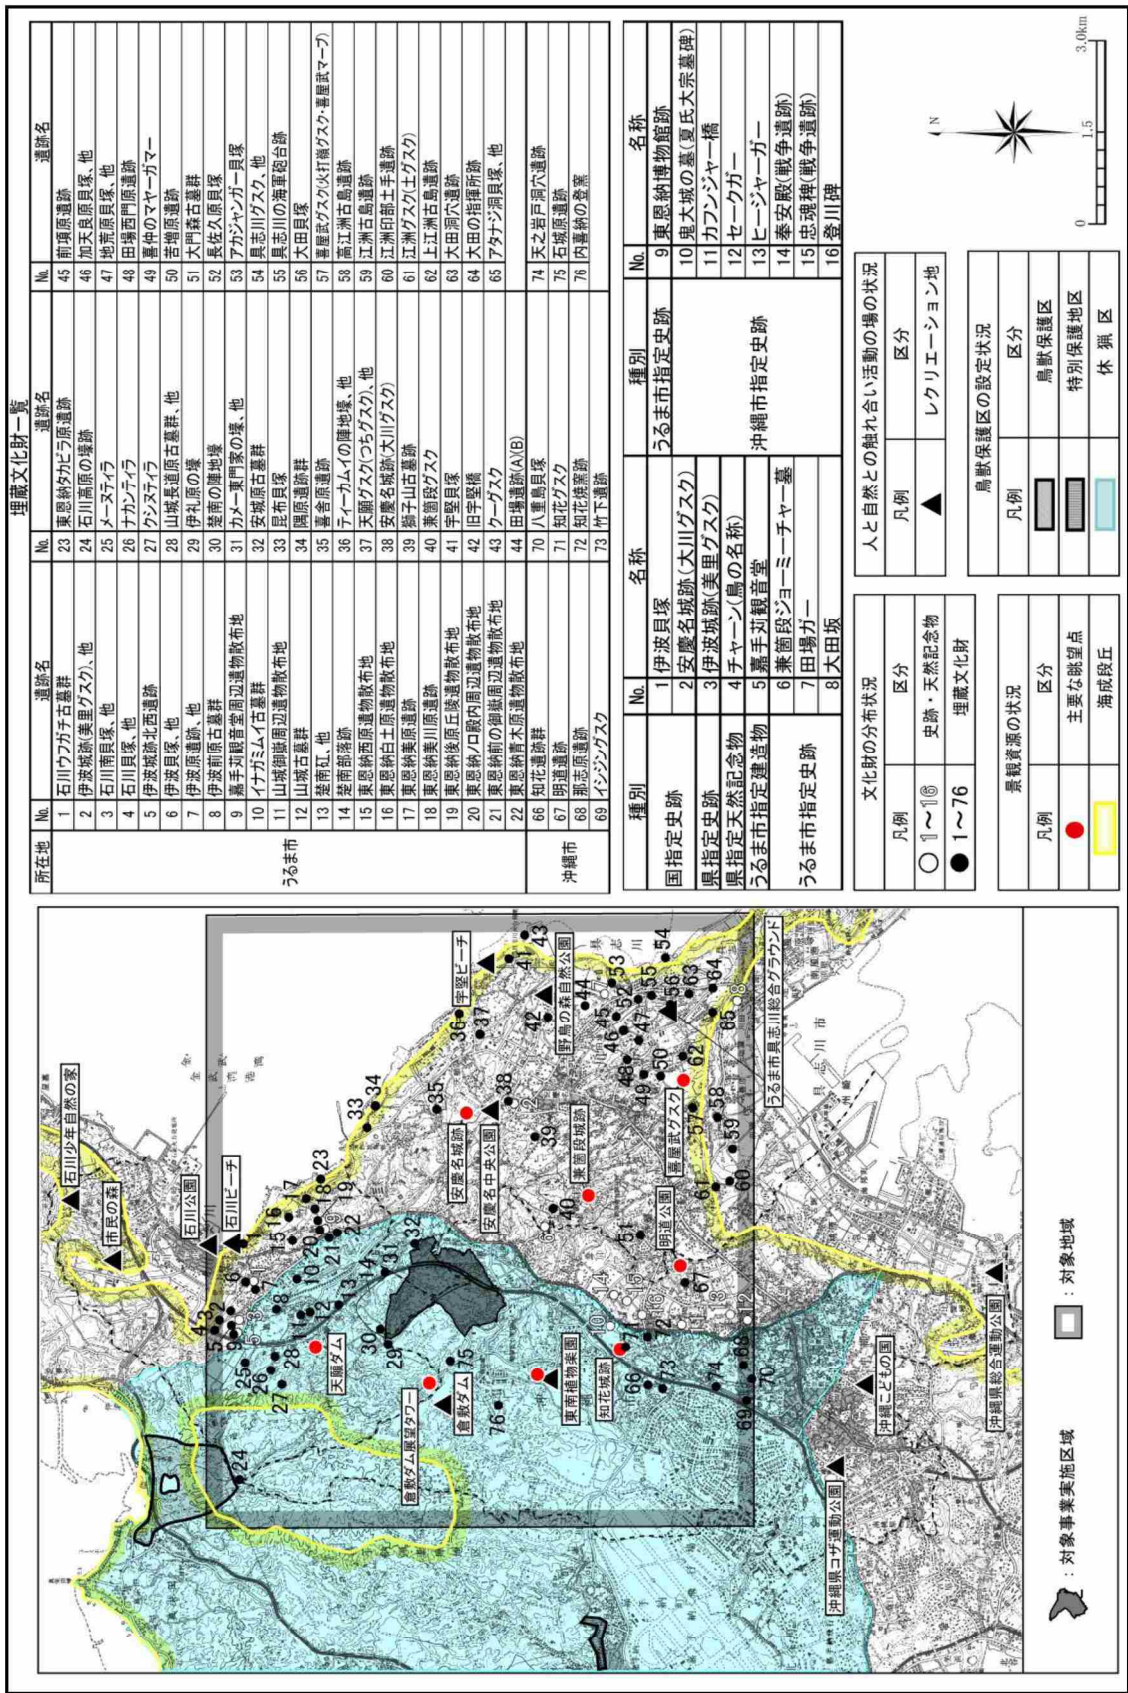 埋蔵文化財一覧
所在地 No. 遺跡名 No. 遺跡名 No. 遺跡名
うるま市
1 石川ウフガチ古墓群 23 東恩納タカビラ原遺跡 45 前頂原遺跡
2 伊波城跡(美里グスク)、他 24 石川高原の壕跡 46 加天良原貝塚、他
3 石川南貝塚、他 25 メーヌティラ 47 地荒原貝塚、他
4 石川貝塚、他 26 ナカンティラ 48 田場西門原遺跡
5 伊波城跡北西遺跡 27 クシヌティラ 49 喜仲のマヤーガマー
6 伊波貝塚、他 28 山城長道原古墓群、他 50 苦増原遺跡
7 伊波原遺跡、他 29 伊礼原の壕 51 大門森古墓群
8 伊波前原古墓群 30 楚南の陣地壕 52 長佐久原貝塚
9 嘉手苅観音堂周辺遺物散布地 31 カメー東門家の壕、他 53 アカジャンガー貝塚
10 イナガミムイ古墓群 32 安城原古墓群 54 具志川グスク、他
11 山城御嶽周辺遺物散布地 33 昆布貝塚 55 具志川の海軍砲台跡
12 山城古墓群 34 隅原遺跡群 56 大田貝塚
13 楚南矼、他 35 喜舎原遺跡 57 喜屋武グスク(火打嶺グスク・喜屋武マーブ)
14 楚南部落跡 36 ティーカムイの陣地壕、他 58 高江洲古島遺跡
15 東恩納西原遺物散布地 37 天願グスク(つちグスク)、他 59 江洲古島遺跡
16 東恩納白土原遺物散布地 38 安慶名城跡(大川グスク) 60 江洲印部土手遺跡
17 東恩納美原遺跡 39 獅子山古墓跡 61 江洲グスク(土グスク)
18 東恩納美川原遺跡 40 兼箇段グスク 62 上江洲古島遺跡
19 東恩納後原丘陵遺物散布地 41 宇堅貝塚 63 大田洞穴遺跡
20 東恩納ノロ殿内周辺遺物散布地 42 旧宇堅橋 64 大田の指揮所跡
21 東恩納前の御嶽周辺遺物散布地 43 クーグスク 65 アタナジ洞貝塚、他
22 東恩納青木原遺物散布地 44 田場遺跡(A)(B)
沖縄市
66 知花遺跡群 70 八重島貝塚 74 天之岩戸洞穴遺跡
67 明道遺跡 71 知花グスク 75 石城原遺跡
68 那志原遺跡 72 知花焼窯跡 76 内喜納の登窯
69 イシジングスク 73 竹下遺跡
種別 No. 名称 種別 No. 名称
国指定史跡 1 伊波貝塚 うるま市指定史跡 9 東恩納博物館跡
2 安慶名城跡(大川グスク) 沖縄市指定史跡 10 鬼大城の墓(夏氏大宗墓碑)
県指定史跡 3 伊波城跡(美里グスク) 11 カフンジャー橋
県指定天然記念物 4 チャーン(鳥の名称) 12 セークガー
うるま市指定建造物 5 嘉手苅観音堂 13 ヒージャーガー
うるま市指定史跡 6 兼箇段ジョーミーチャー墓 14 奉安殿(戦争遺跡)
7 田場ガー 15 忠魂碑(戦争遺跡)
8 大田坂 16 登川碑
文化財の分布状況
凡例 区分
○ 1~16 史跡・天然記念物
● 1~76 埋蔵文化財
人と自然との触れ合い活動の場の状況
凡例 区分
▲ レクリエーション地
景観資源の状況
凡例 区分
主要な眺望点
海成段丘
鳥獣保護区の設定状況
凡例 区分
鳥獣保護区
特別保護地区
休猟区
N
0 1.5 3.0km
石川少年自然の家
市民の森
石川公園
石川ビーチ
宇堅ビーチ
野鳥の森自然公園
安慶名城跡
安慶名中央公園
兼箇段城跡
喜屋武グスク
明道公園
うるま市具志川総合グラウンド
天願ダム
倉敷ダム展望タワー
倉敷ダム
東南植物楽園
知花城跡
沖縄県総合運動公園
沖縄こどもの国
沖縄県コザ運動公園
金武湾港
具志川
具志川市
州崎
:対象事業実施区域
:対象地域